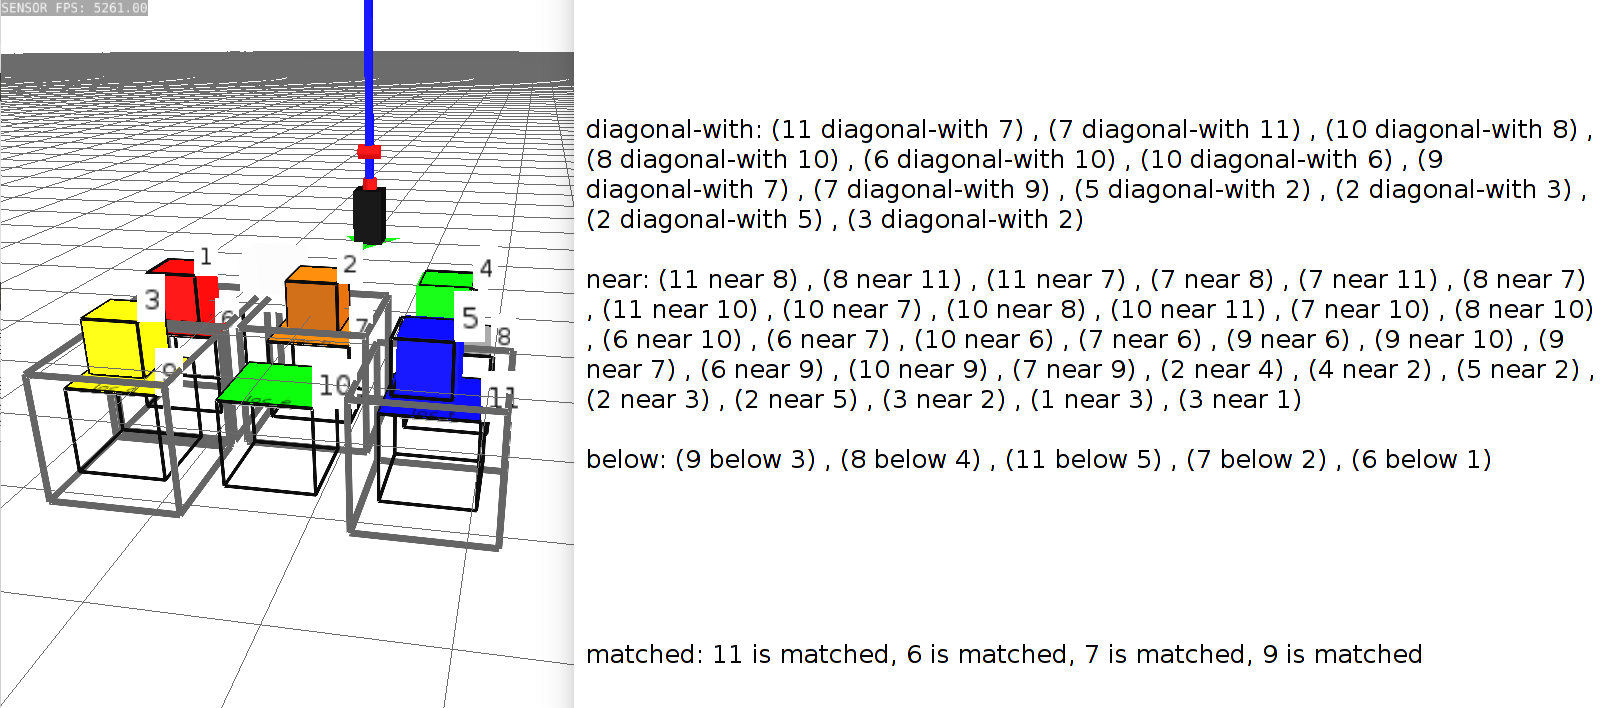 SENSOR FPS: 5261.00
1
2
4
3
5
6
7
8
9
10
11
diagonal-with: (11 diagonal-with 7) , (7 diagonal-with 11) , (10 diagonal-with 8) ,
(8 diagonal-with 10) , (6 diagonal-with 10) , (10 diagonal-with 6) , (9
diagonal-with 7) , (7 diagonal-with 9) , (5 diagonal-with 2) , (2 diagonal-with 3) ,
(2 diagonal-with 5) , (3 diagonal-with 2)
near: (11 near 8) , (8 near 11) , (11 near 7) , (7 near 8) , (7 near 11) , (8 near 7)
, (11 near 10) , (10 near 7) , (10 near 8) , (10 near 11) , (7 near 10) , (8 near 10)
, (6 near 10) , (6 near 7) , (10 near 6) , (7 near 6) , (9 near 6) , (9 near 10) , (9
near 7) , (6 near 9) , (10 near 9) , (7 near 9) , (2 near 4) , (4 near 2) , (5 near 2) ,
(2 near 3) , (2 near 5) , (3 near 2) , (1 near 3) , (3 near 1)
below: (9 below 3) , (8 below 4) , (11 below 5) , (7 below 2) , (6 below 1)
matched: 11 is matched, 6 is matched, 7 is matched, 9 is matched